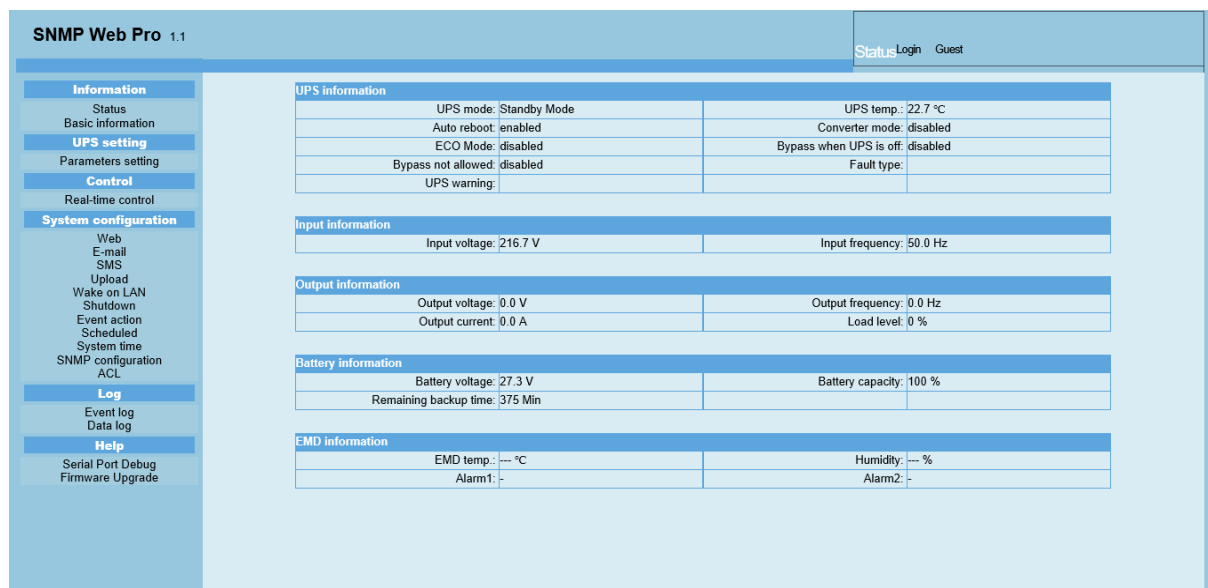 SNMP Web Pro 1.1
Status Login Guest
Information
Status
Basic information
UPS setting
Parameters setting
Control
Real-time control
System configuration
Web
E-mail
SMS
Upload
Wake on LAN
Shutdown
Event action
Scheduled
System time
SNMP configuration
ACL
Log
Event log
Data log
Help
Serial Port Debug
Firmware Upgrade
UPS information
UPS mode: Standby Mode UPS temp.: 22.7 °C
Auto reboot: enabled Converter mode: disabled
ECO Mode: disabled Bypass when UPS is off: disabled
Bypass not allowed: disabled Fault type:
UPS warning:
Input information
Input voltage: 216.7 V Input frequency: 50.0 Hz
Output information
Output voltage: 0.0 V Output frequency: 0.0 Hz
Output current: 0.0 A Load level: 0 %
Battery information
Battery voltage: 27.3 V Battery capacity: 100 %
Remaining backup time: 375 Min
EMD information
EMD temp.: --- °C Humidity: --- %
Alarm1: - Alarm2: -